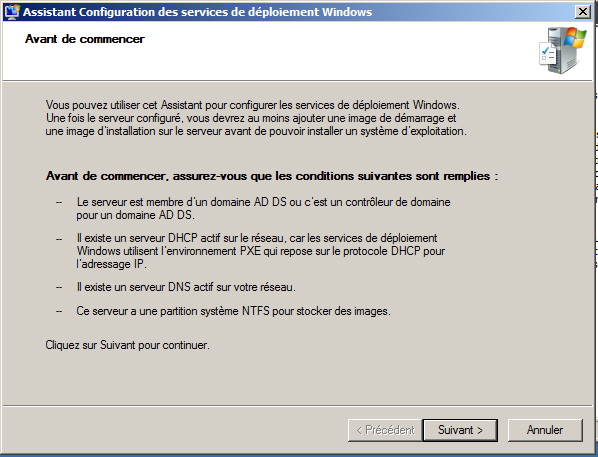 Assistant Configuration des services de déploiement Windows
Avant de commencer
Vous pouvez utiliser cet Assistant pour configurer les services de déploiement Windows.
Une fois le serveur configuré, vous devrez au moins ajouter une image de démarrage et
une image d'installation sur le serveur avant de pouvoir installer un système d'exploitation.
Avant de commencer, assurez-vous que les conditions suivantes sont remplies :
-- Le serveur est membre d'un domaine AD DS ou c'est un contrôleur de domaine
pour un domaine AD DS.
-- Il existe un serveur DHCP actif sur le réseau, car les services de déploiement
Windows utilisent l'environnement PXE qui repose sur le protocole DHCP pour
l'adressage IP.
-- Il existe un serveur DNS actif sur votre réseau.
-- Ce serveur a une partition système NTFS pour stocker des images.
Cliquez sur Suivant pour continuer.
< Précédent Suivant > Annuler